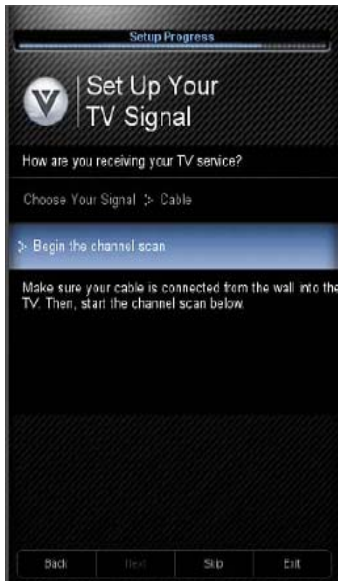 Setup Progress
Set Up Your
TV Signal
How are you receiving your TV service?
Choose Your Signal :> Cable
:> Begin the channel scan
Make sure your cable is connected from the wall into the
TV. Then, start the channel scan below.
Back Next Skip Exit